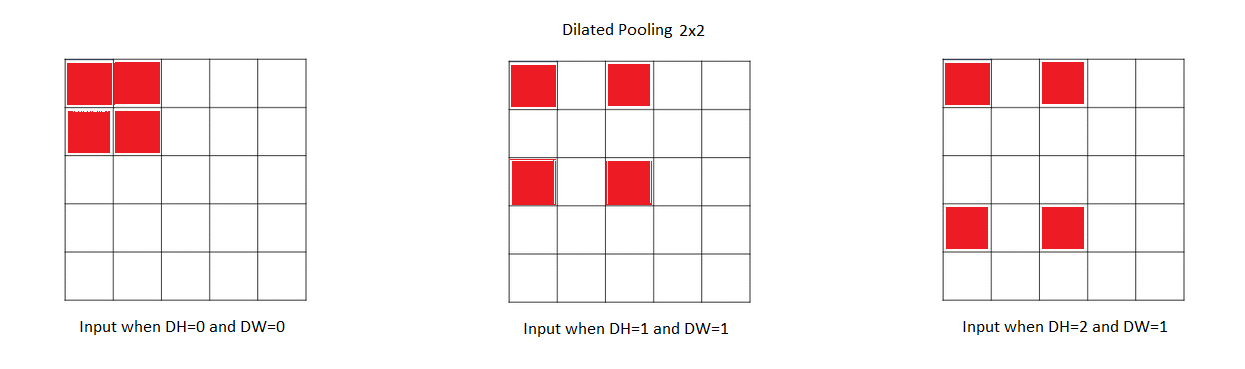 Dilated Pooling 2x2
Input when DH=0 and DW=0
Input when DH=1 and DW=1
Input when DH=2 and DW=1